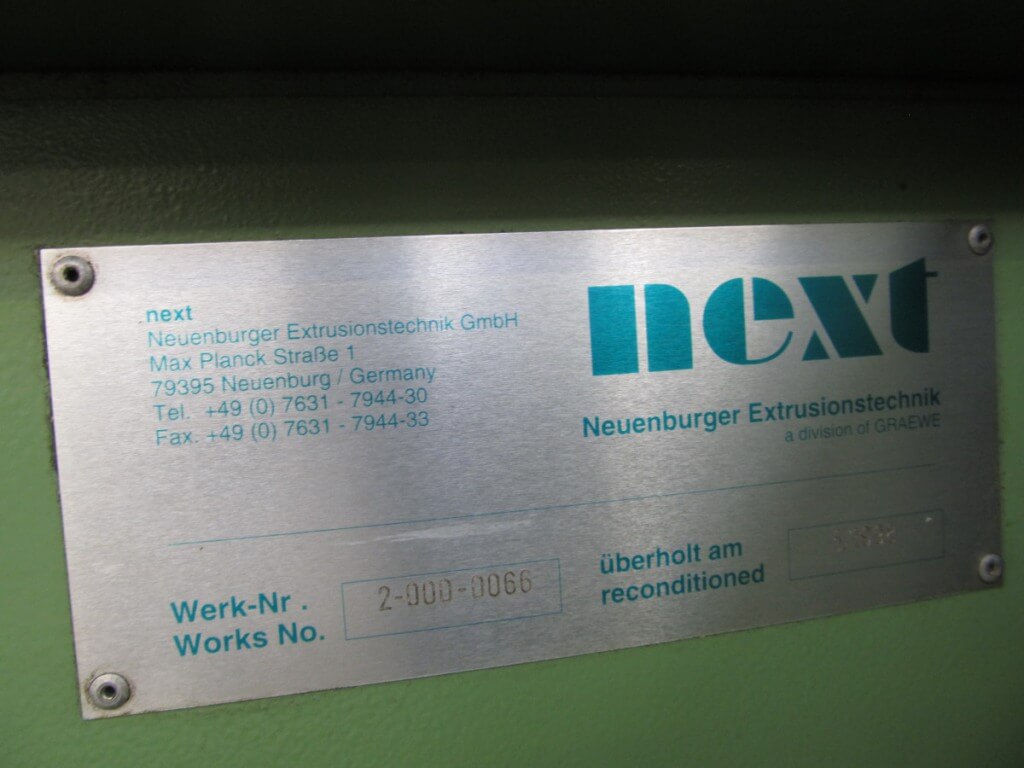 next
Neuenburger Extrusionstechnik GmbH
Max Planck Straße 1
79395 Neuenburg / Germany
Tel. +49 (0) 7631 - 7944-30
Fax. +49 (0) 7631 - 7944-33
next
Neuenburger Extrusionstechnik
a division of GRAEWE
Werk-Nr .
Works No.
2-000-0066
überholt am
reconditioned